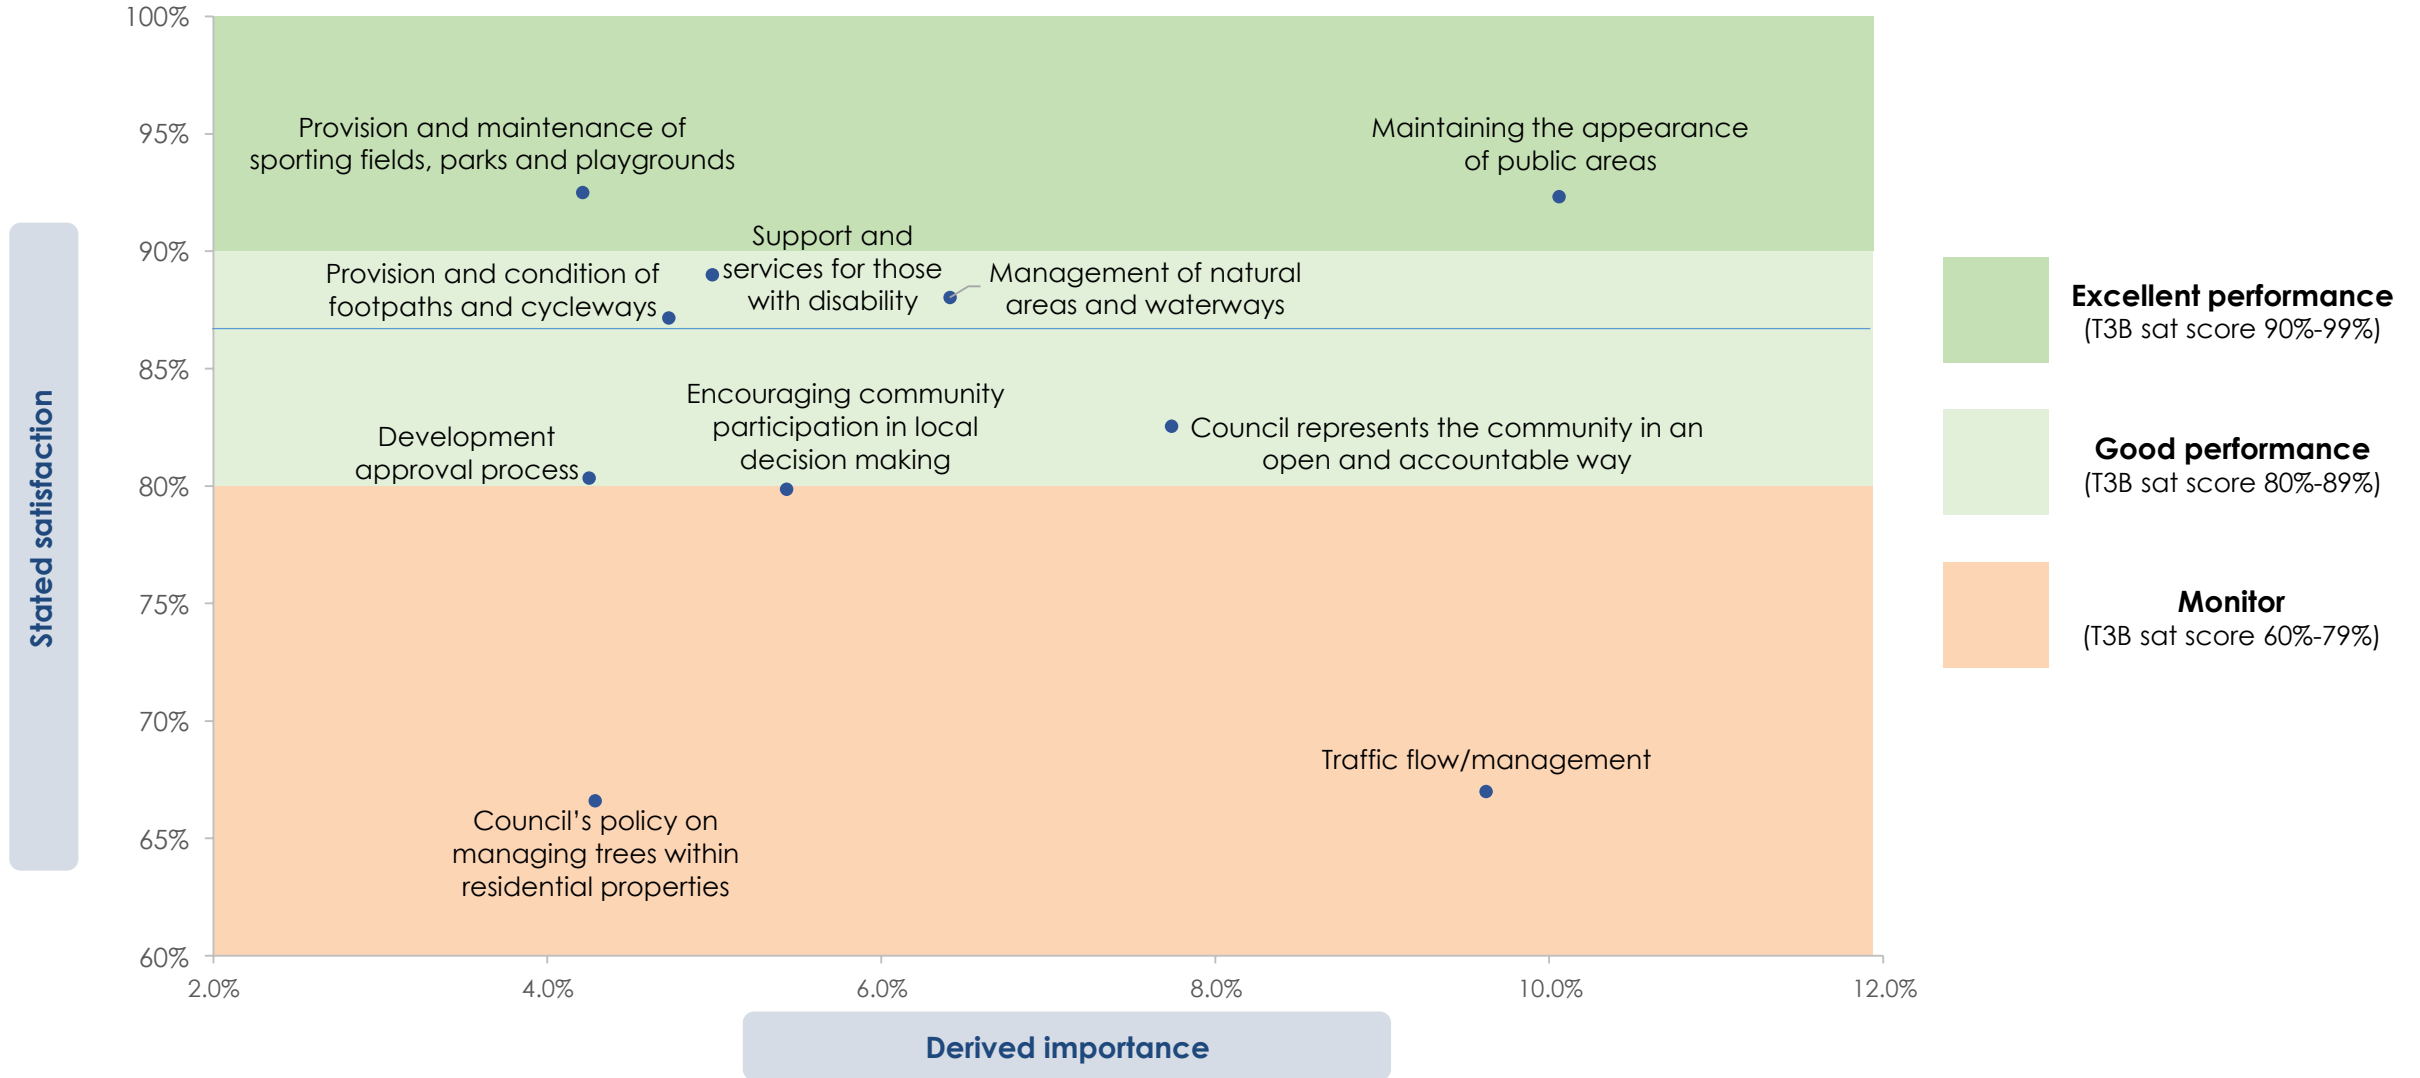 100%
95%
90%
85%
80%
75%
70%
65%
60%
Stated satisfaction
Provision and maintenance of
sporting fields, parks and playgrounds
Maintaining the appearance
of public areas
Support and
services for those
with disability
Provision and condition of
footpaths and cycleways
Management of natural
areas and waterways
Encouraging community
participation in local
decision making
Development
approval process
Council represents the community in an
open and accountable way
Traffic flow/management
Council’s policy on
managing trees within
residential properties
2.0%
4.0%
6.0%
8.0%
10.0%
12.0%
Derived importance
Excellent performance
(T3B sat score 90%-99%)
Good performance
(T3B sat score 80%-89%)
Monitor
(T3B sat score 60%-79%)